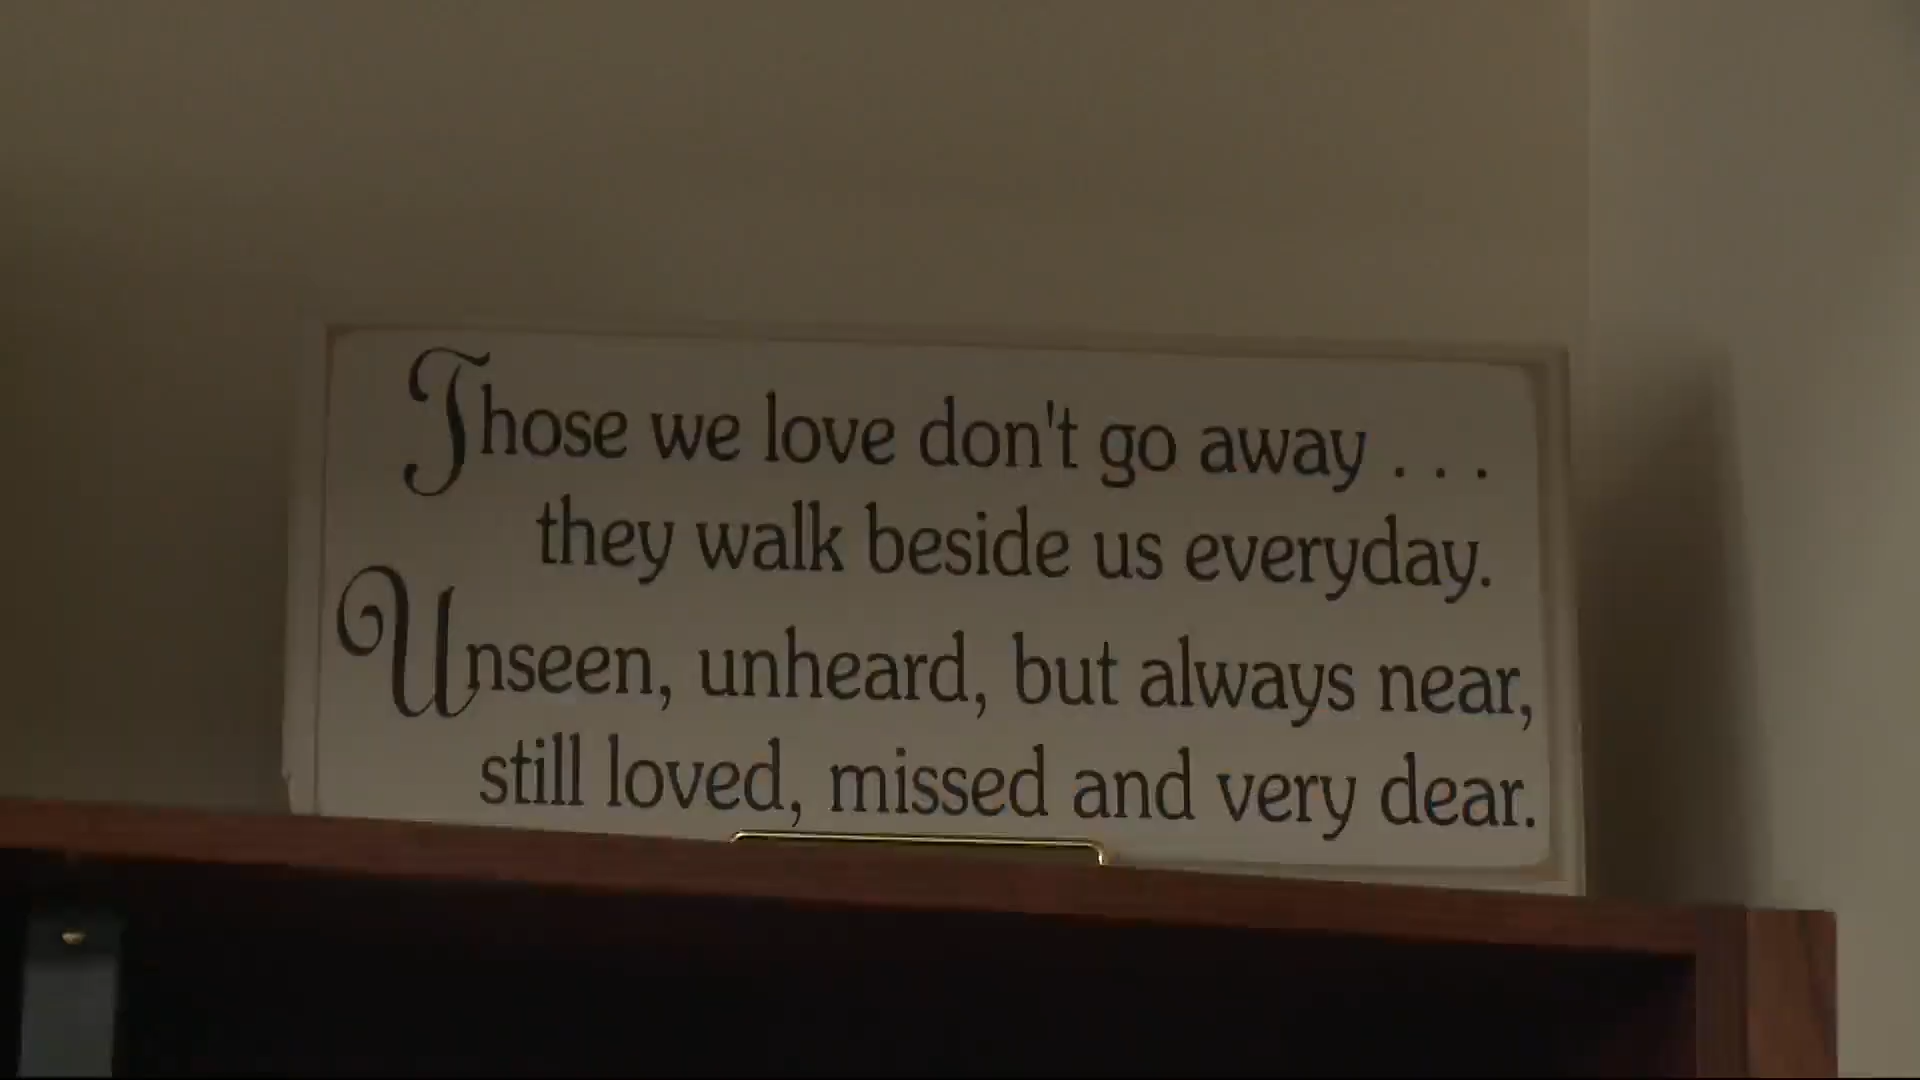 Those we love don't go away . . .
they walk beside us everyday.
Unseen, unheard, but always near,
still loved, missed and very dear.